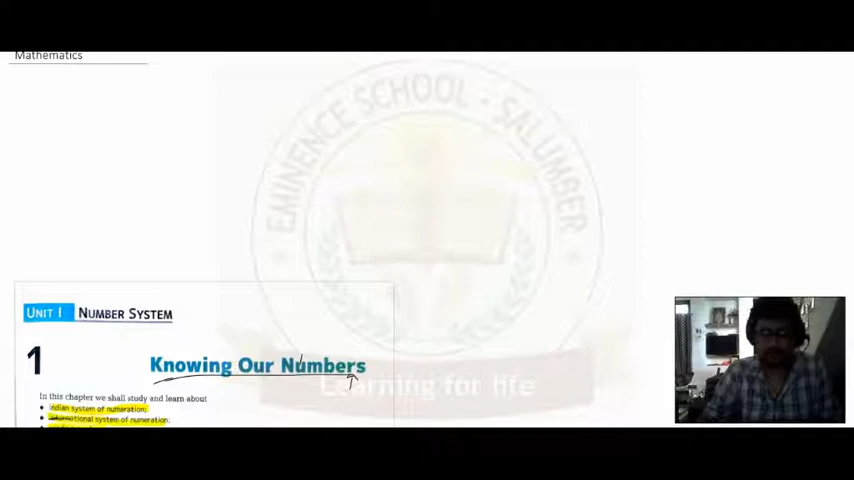 Mathematics
EMINENCE SCHOOL · SALUMBER
UNIT I NUMBER SYSTEM
1
Knowing Our Numbers
Learning for life
In this chapter we shall study and learn about
• indian system of numeration;
• international system of numeration;